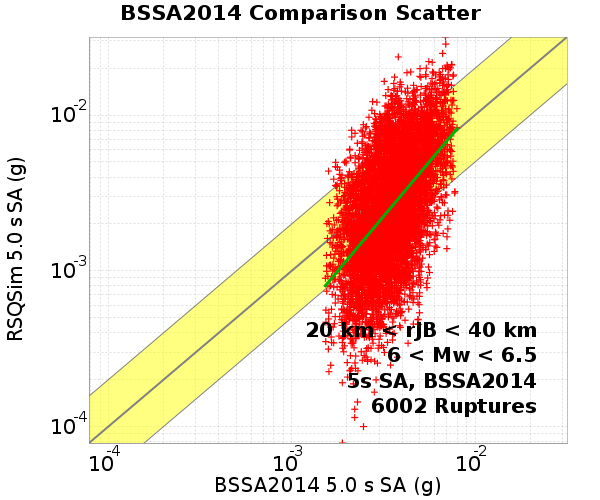 BSSA2014 Comparison Scatter
RSQSim 5.0 s SA (g)
10-2
10-3
10-4
20 km < rJB < 40 km
6 < Mw < 6.5
5s SA, BSSA2014
6002 Ruptures
10-4 10-3 10-2
BSSA2014 5.0 s SA (g)